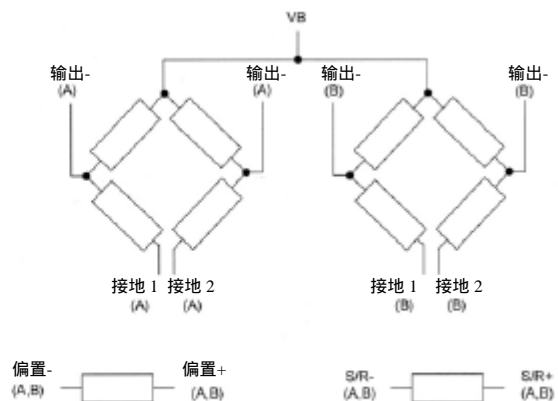 VB
输出- 输出- 输出- 输出-
(A) (A) (B) (B)
接地 1 接地 2 接地 1 接地 2
(A) (A) (B) (B)
偏置- 偏置+ S/R- S/R+
(A,B) (A,B) (A,B) (A,B)